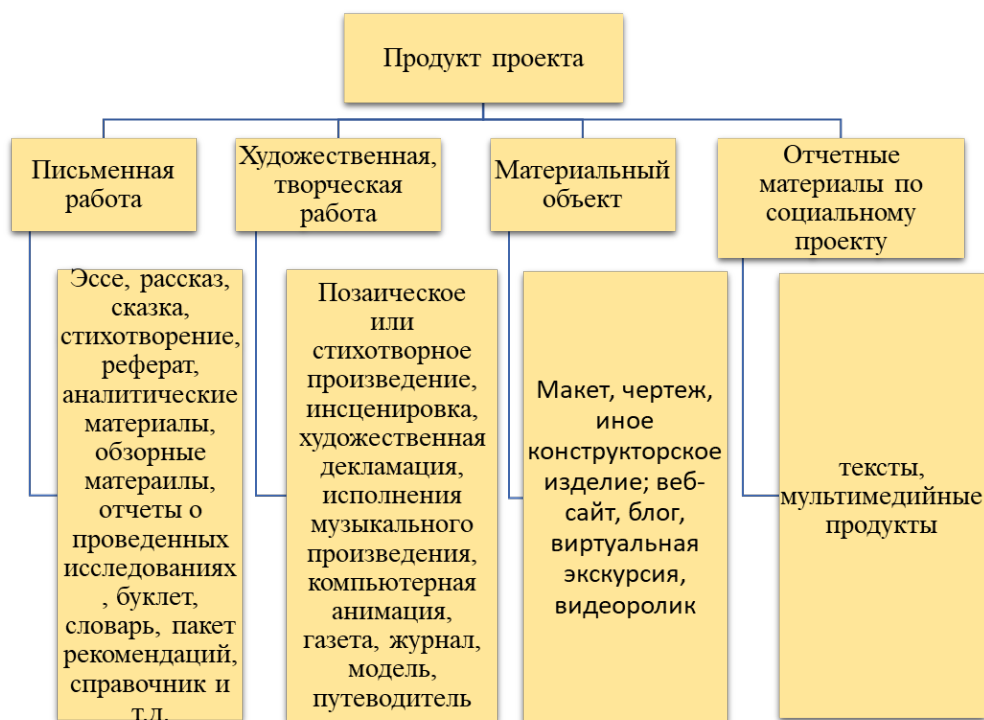 Продукт проекта
Письменная
работа
Эссе, рассказ,
сказка,
стихотворение,
реферат,
аналитические
материалы,
обзорные
матераилы,
отчеты о
проведенных
исследованиях
, буклет,
словарь, пакет
рекомендаций,
справочник и
т.д.
Художественная,
творческая
работа
Позаическое
или
стихотворное
произведение,
инсценировка,
художественная
декламация,
исполнения
музыкального
произведения,
компьютерная
анимация,
газета, журнал,
модель,
путеводитель
Материальный
объект
Макет, чертеж,
иное
конструкторское
изделие; веб-
сайт, блог,
виртуальная
экскурсия,
видеоролик
Отчетные
материалы по
социальному
проекту
тексты,
мультимедийные
продукты